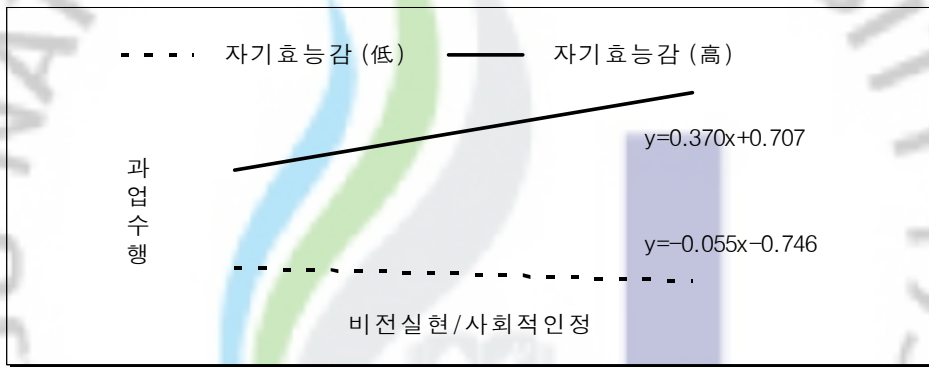 자기효능감 (低) 자기효능감 (高)
y=0.370x+0.707
과
업
수
행
y=-0.055x-0.746
비전실현/사회적인정